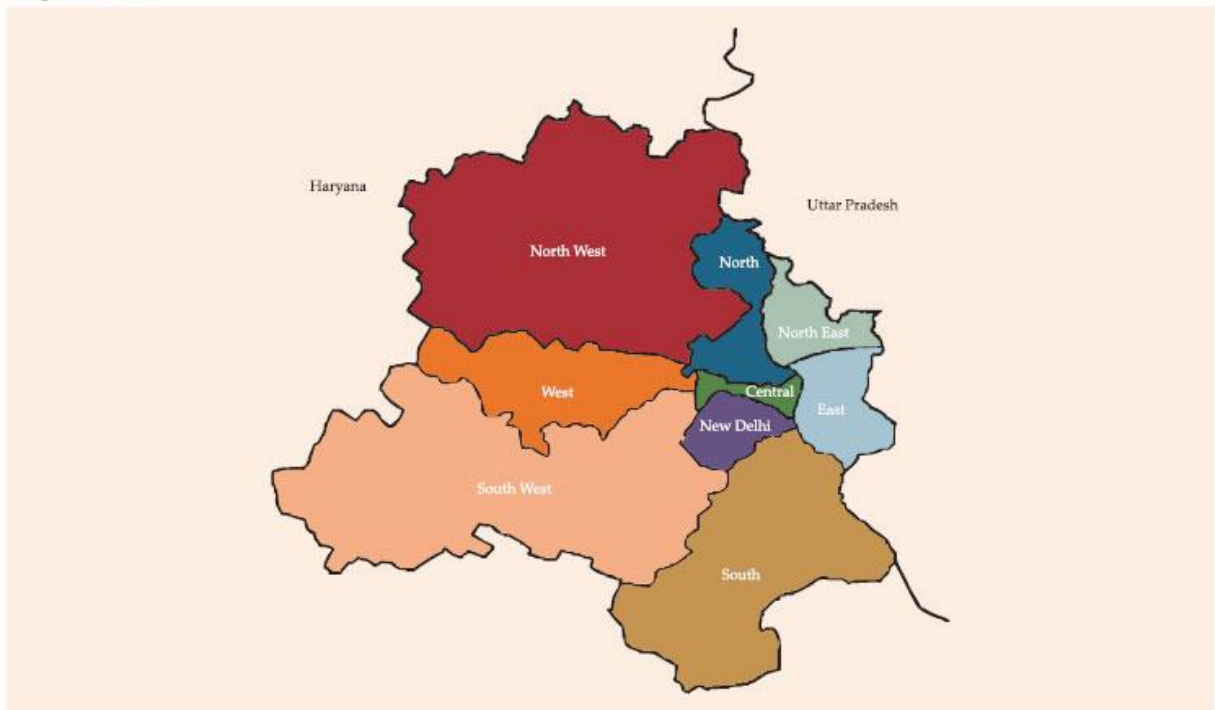 Haryana
Uttar Pradesh
North West
North
North East
West
Central
East
New Delhi
South West
South